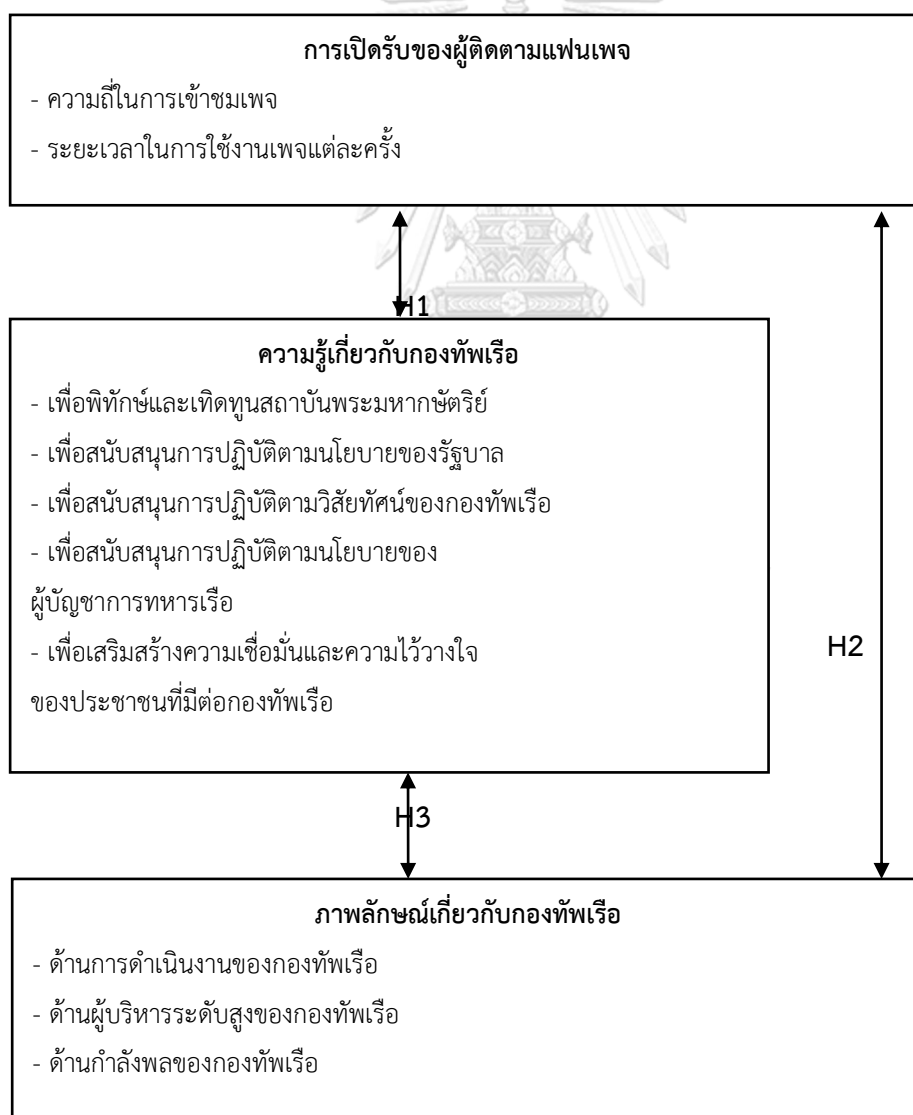 การเปิดรับของผู้ติดตามแฟนเพจ
- ความถี่ในการเข้าชมเพจ
- ระยะเวลาในการใช้งานเพจแต่ละครั้ง
H1
ความรู้เกี่ยวกับกองทัพเรือ
- เพื่อพิทักษ์และเทิดทูนสถาบันพระมหากษัตริย์
- เพื่อสนับสนุนการปฏิบัติตามนโยบายของรัฐบาล
- เพื่อสนับสนุนการปฏิบัติตามวิสัยทัศน์ของกองทัพเรือ
- เพื่อสนับสนุนการปฏิบัติตามนโยบายของ
ผู้บัญชาการทหารเรือ
- เพื่อเสริมสร้างความเชื่อมั่นและความไว้วางใจ
ของประชาชนที่มีต่อกองทัพเรือ
H2
H3
ภาพลักษณ์เกี่ยวกับกองทัพเรือ
- ด้านการดำเนินงานของกองทัพเรือ
- ด้านผู้บริหารระดับสูงของกองทัพเรือ
- ด้านกำลังพลของกองทัพเรือ